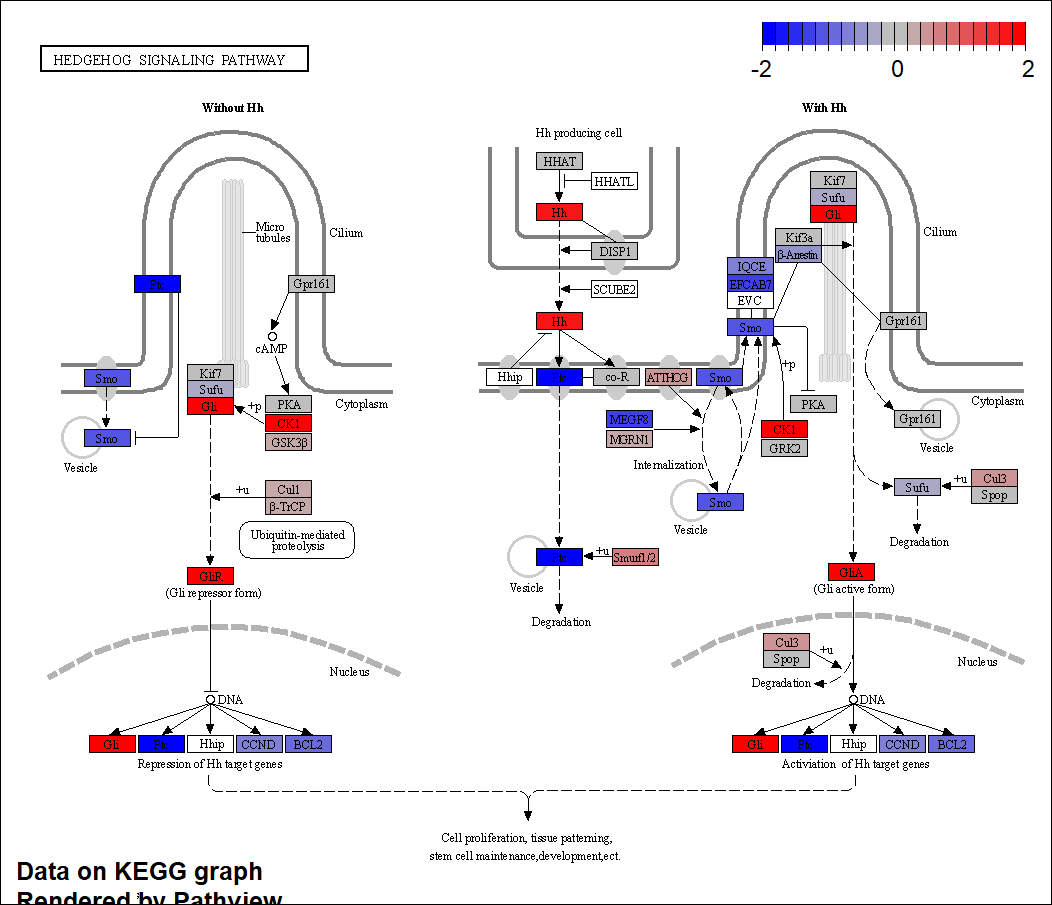 HEDGEHOG SIGNALING PATHWAY
-2 0 2
Without Hh
With Hh
Hh producing cell
HHAT
HHATL
Hh
DISP1
SCUBE2
Hh
Micro
tubules
Cilium
Ptc
Gpr161
cAMP
Smo
Kif7
Sufu
Gli
+p
PKA
CK1
GSK3β
Cytoplasm
Smo
Vesicle
+u
Cul1
β-TrCP
Ubiquitin-mediated
proteolysis
GliR
(Gli repressor form)
Nucleus
DNA
Gli Ptc Hhip CCND BCL2
Repression of Hh target genes
Kif7
Sufu
Gli
Kif3a
β-Arrestin
Cilium
IQCE
EFCAB7
EVC
Smo
Gpr161
+p
Hhip Ptc co-R ATTHOG Smo
PKA
Cytoplasm
MEGF8
MGRN1
CK1
GRK2
Gpr161
Vesicle
Internalization
Smo
Vesicle
Sufu
+u
Cul3
Spop
Degradation
Ptc
+u
Smurf1/2
Vesicle
Degradation
GliA
(Gli active form)
Cul3
Spop
+u
Degradation
Nucleus
DNA
Gli Ptc Hhip CCND BCL2
Activiation of Hh target genes
Cell proliferation, tissue patterning,
stem cell maintenance,development,ect.
Data on KEGG graph
Rendered by Pathview